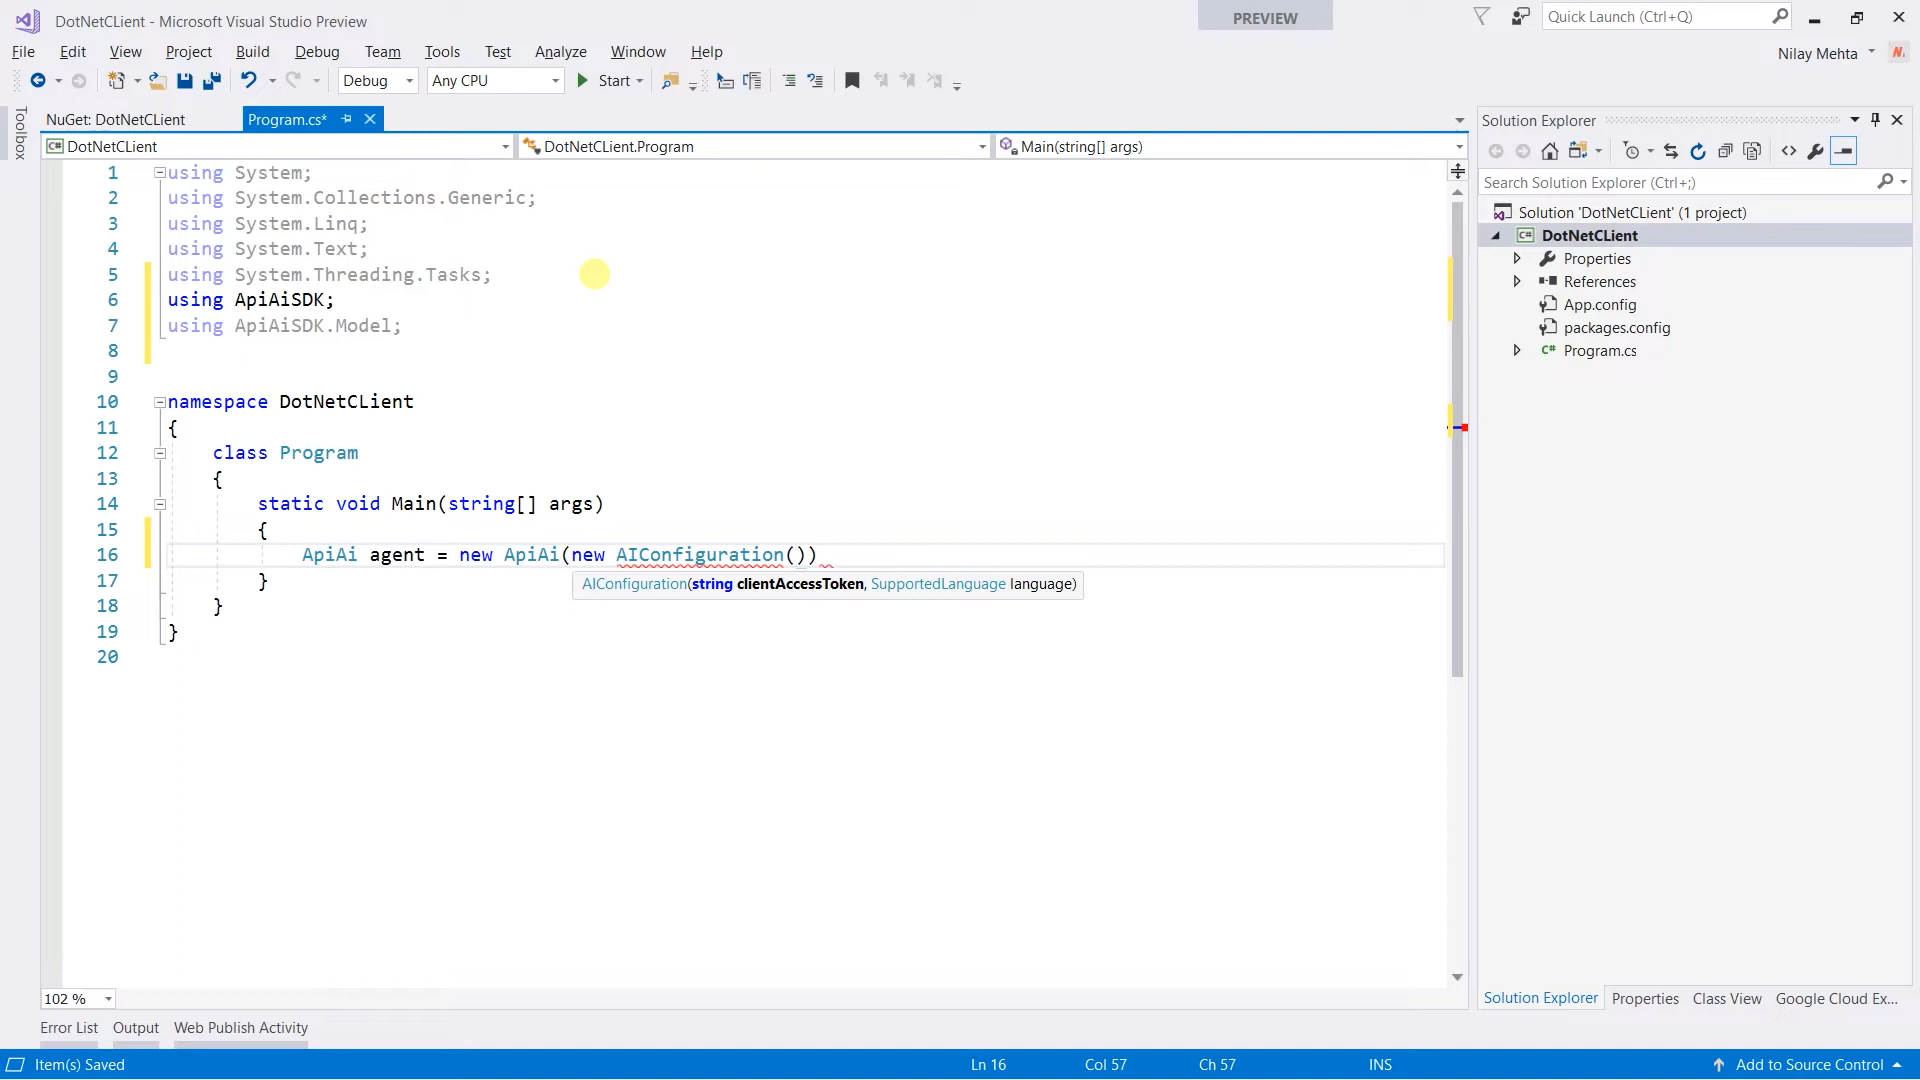 DotNetCLient - Microsoft Visual Studio Preview
PREVIEW
Quick Launch (Ctrl+Q)
File Edit View Project Build Debug Team Tools Test Analyze Window Help
Nilay Mehta
N.
Debug Any CPU Start
Toolbox
NuGet: DotNetCLient Program.cs*
Solution Explorer
C# DotNetCLient DotNetCLient.Program Main(string[] args)
Search Solution Explorer (Ctrl+;)
1 using System;
2 using System.Collections.Generic;
3 using System.Linq;
4 using System.Text;
5 using System.Threading.Tasks;
6 using ApiAiSDK;
7 using ApiAiSDK.Model;
8
9
10 namespace DotNetCLient
11 {
12 class Program
13 {
14 static void Main(string[] args)
15 {
16 ApiAi agent = new ApiAi(new AIConfiguration())
AIConfiguration(string clientAccessToken, SupportedLanguage language)
17 }
18 }
19 }
20
Solution 'DotNetCLient' (1 project)
C# DotNetCLient
Properties
References
App.config
packages.config
C# Program.cs
102 %
Solution Explorer Properties Class View Google Cloud Ex...
Error List Output Web Publish Activity
Item(s) Saved Ln 16 Col 57 Ch 57 INS Add to Source Control